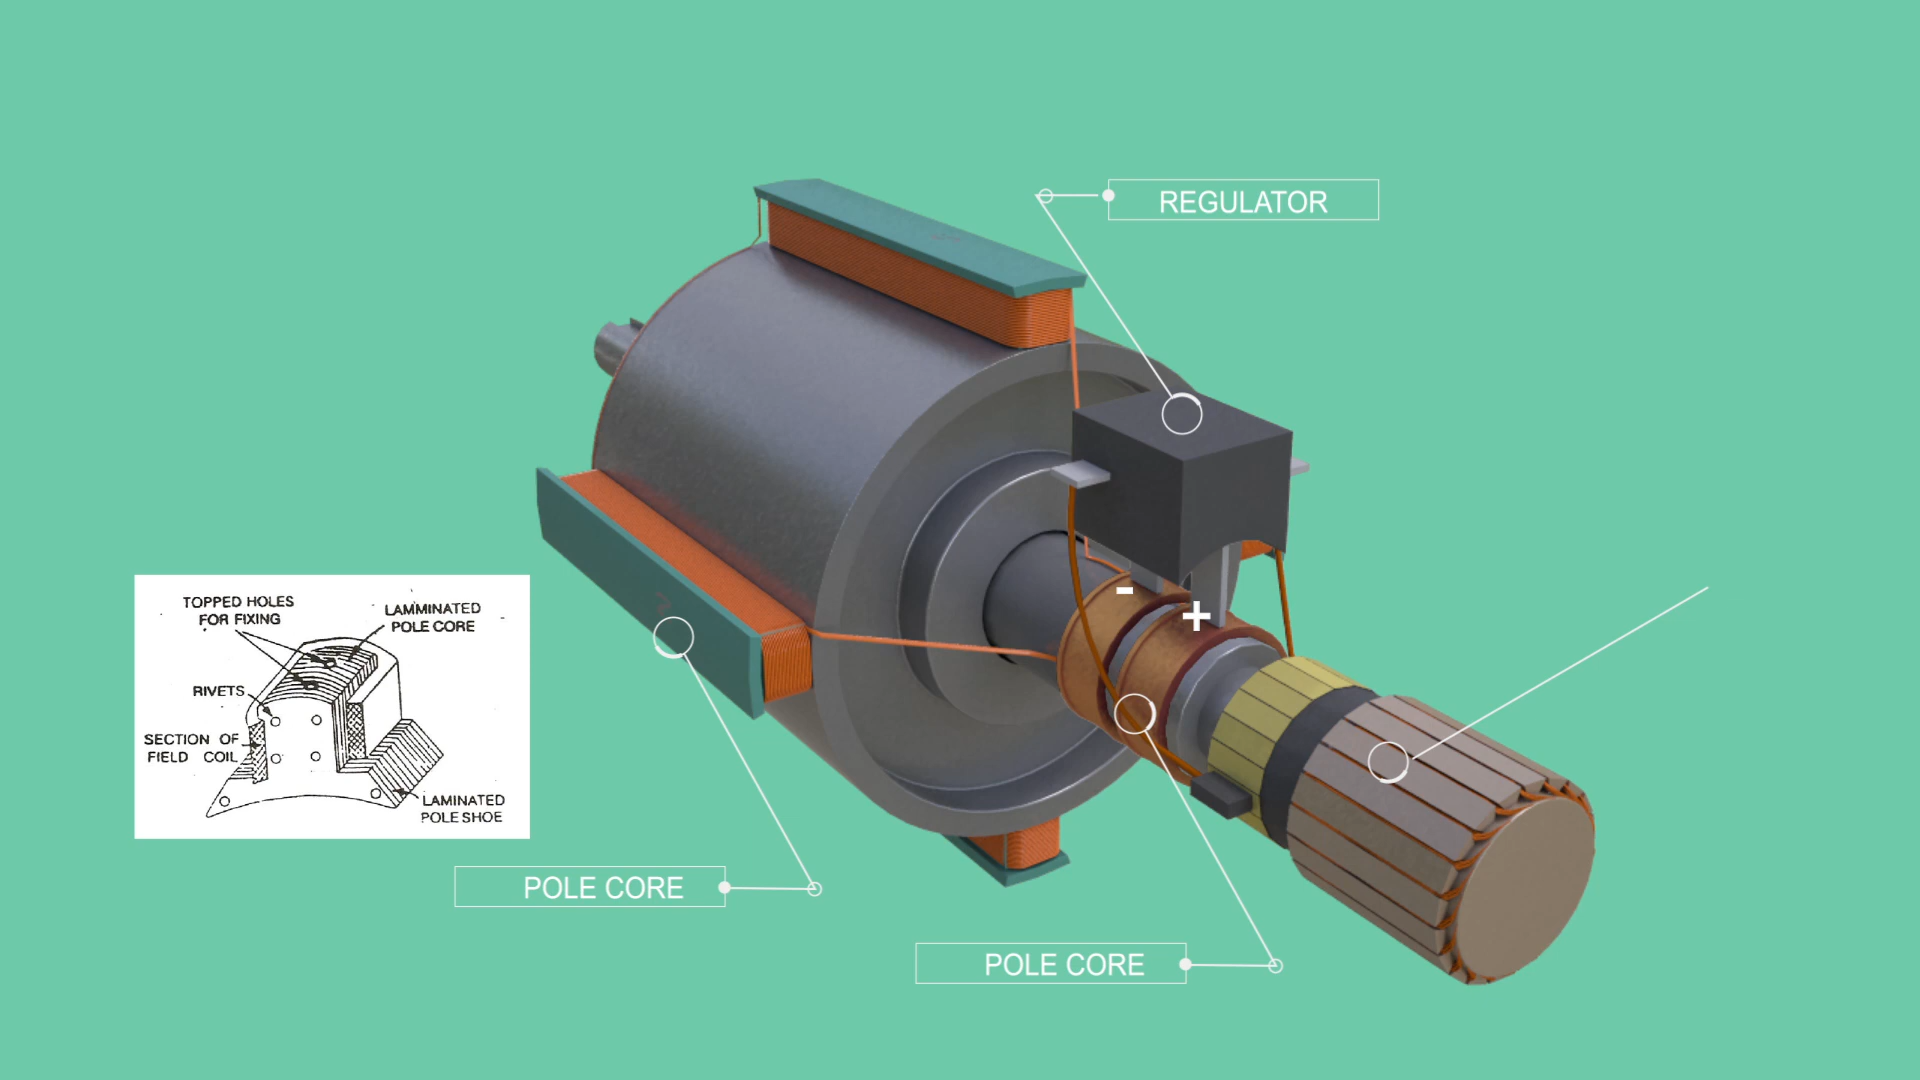 REGULATOR
-
+
TOPPED HOLES
FOR FIXING
LAMMINATED
POLE CORE
RIVETS
SECTION OF
FIELD COIL
LAMINATED
POLE SHOE
POLE CORE
POLE CORE